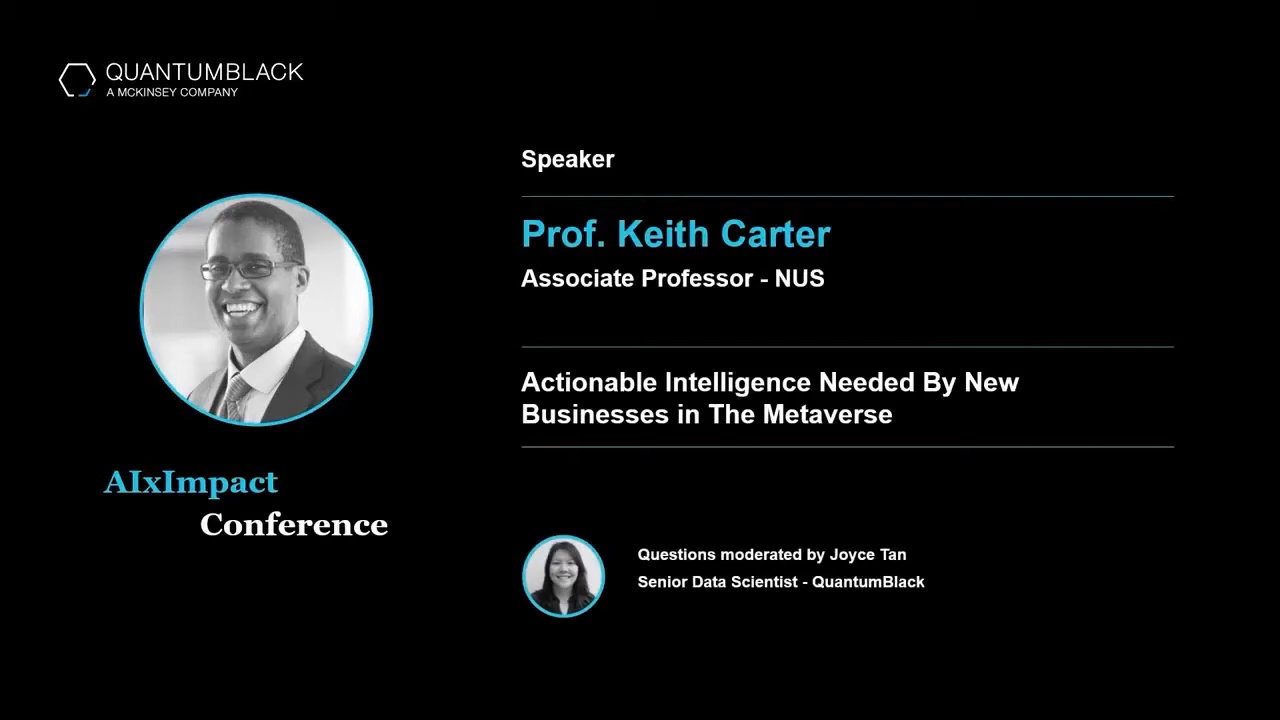 QUANTUMBLACK
A MCKINSEY COMPANY
Speaker
Prof. Keith Carter
Associate Professor - NUS
Actionable Intelligence Needed By New
Businesses in The Metaverse
AIxImpact
Conference
Questions moderated by Joyce Tan
Senior Data Scientist - QuantumBlack